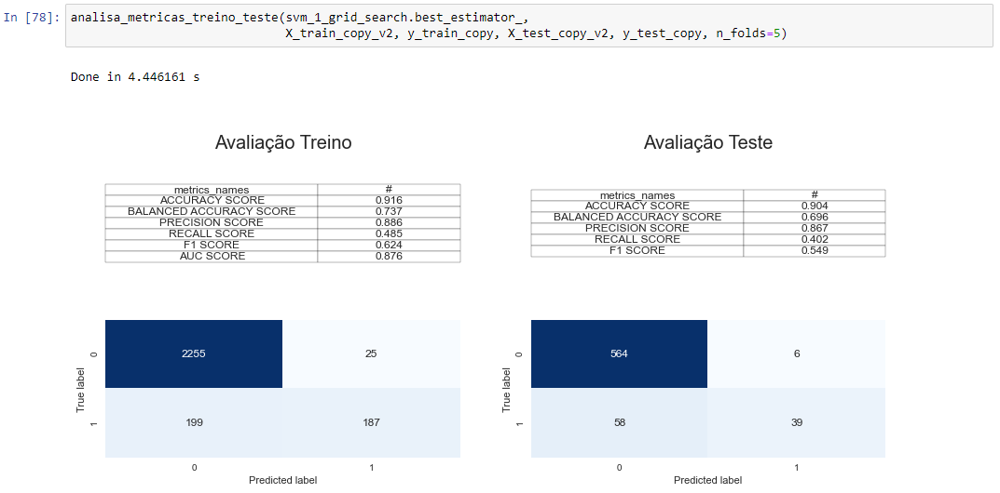 In [78]: analisa_metricas_treino_teste(svm_1_grid_search.best_estimator_,
X_train_copy_v2, y_train_copy, X_test_copy_v2, y_test_copy, n_folds=5)
Done in 4.446161 s
Avaliação Treino
metrics_names #
ACCURACY SCORE 0.916
BALANCED ACCURACY SCORE 0.737
PRECISION SCORE 0.886
RECALL SCORE 0.485
F1 SCORE 0.624
AUC SCORE 0.876
True label
0 2255 25
1 199 187
0 1
Predicted label
Avaliação Teste
metrics_names #
ACCURACY SCORE 0.904
BALANCED ACCURACY SCORE 0.696
PRECISION SCORE 0.867
RECALL SCORE 0.402
F1 SCORE 0.549
True label
0 564 6
1 58 39
0 1
Predicted label